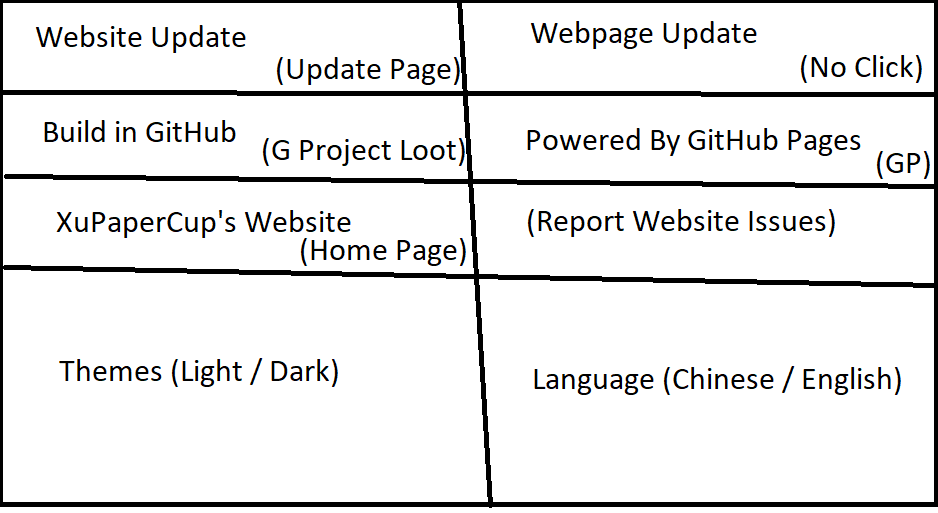 Website Update
(Update Page)
Webpage Update
(No Click)
Build in GitHub
(G Project Loot)
Powered By GitHub Pages
(GP)
XuPaperCup's Website
(Home Page)
(Report Website Issues)
Themes (Light / Dark)
Language (Chinese / English)